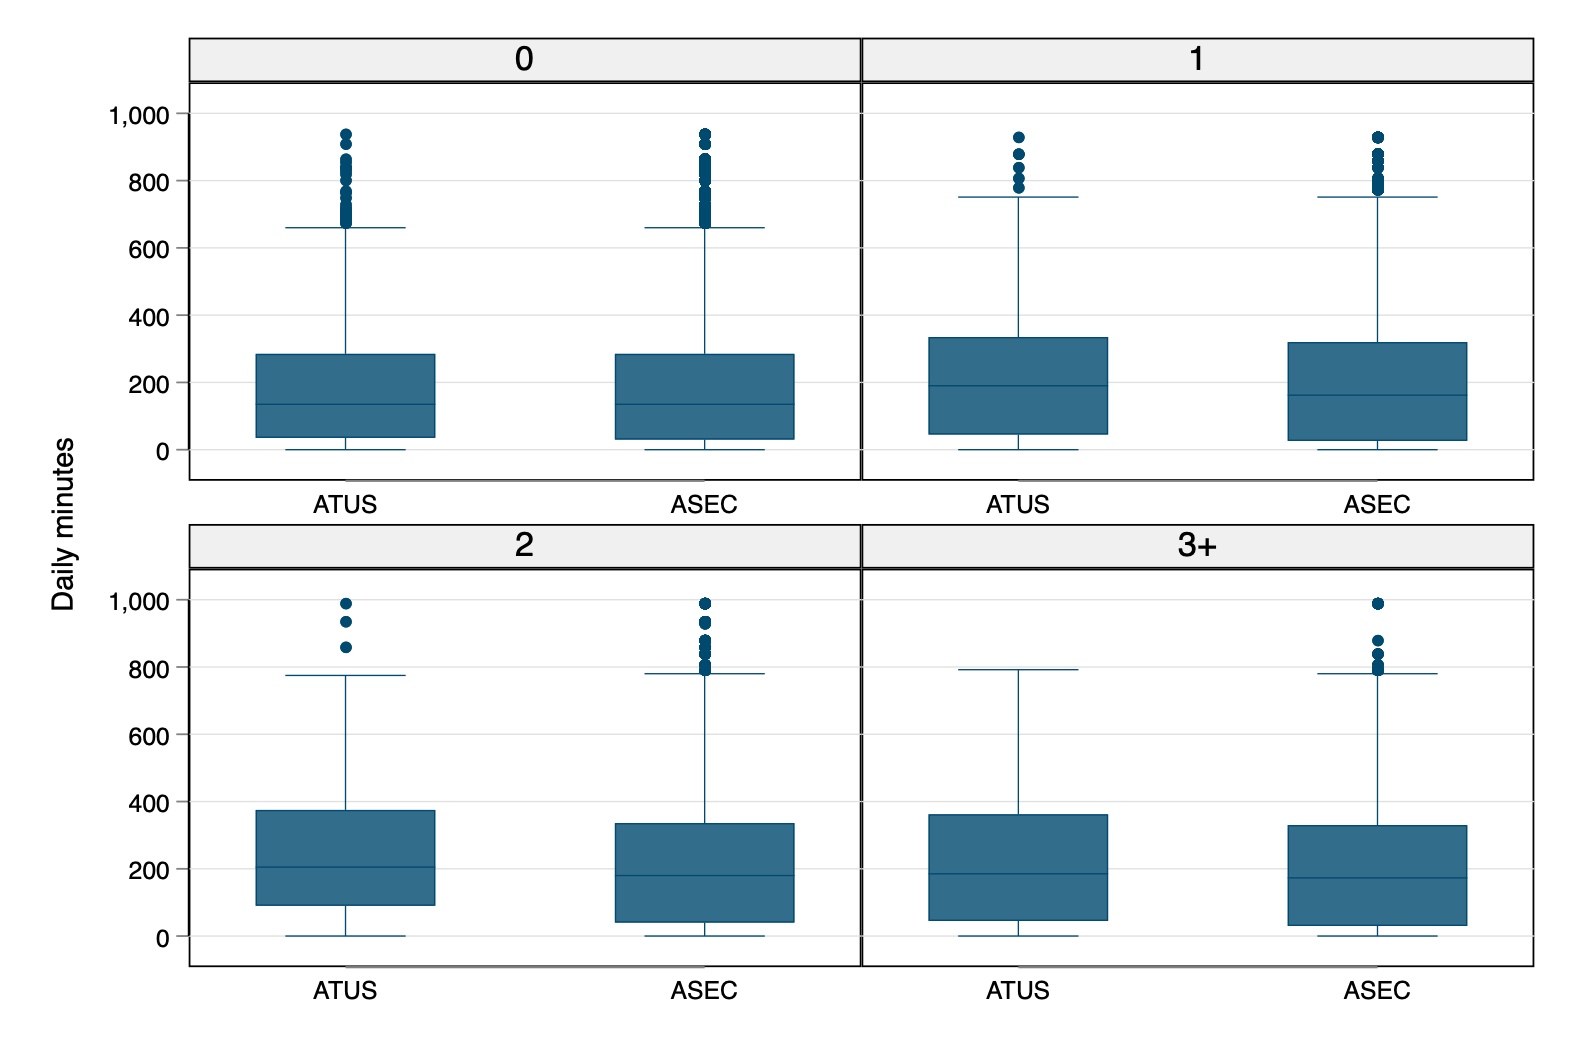 Daily minutes
0
1
1,000
800
600
400
200
0
ATUS
ASEC
ATUS
ASEC
2
3+
1,000
800
600
400
200
0
ATUS
ASEC
ATUS
ASEC